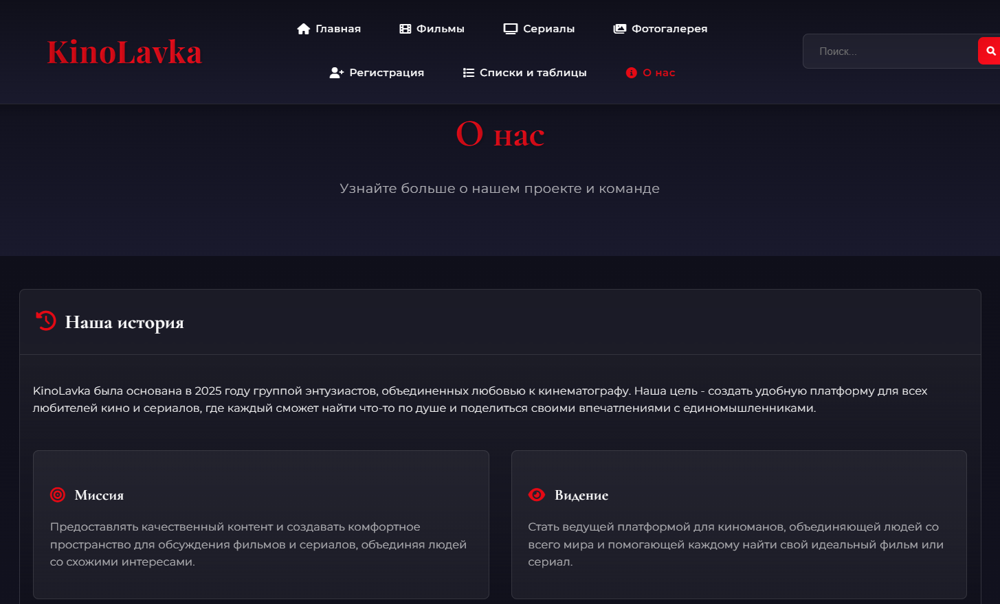 KinoLavka
Главная
Фильмы
Сериалы
Фотогалерея
Регистрация
Списки и таблицы
О нас
Поиск...
О нас
Узнайте больше о нашем проекте и команде
Наша история
KinoLavka была основана в 2025 году группой энтузиастов, объединенных любовью к кинематографу. Наша цель - создать удобную платформу для всех
любителей кино и сериалов, где каждый сможет найти что-то по душе и поделиться своими впечатлениями с единомышленниками.
Миссия
Предоставлять качественный контент и создавать комфортное
пространство для обсуждения фильмов и сериалов, объединяя людей
со схожими интересами.
Видение
Стать ведущей платформой для киноманов, объединяющей людей со
всего мира и помогающей каждому найти свой идеальный фильм или
сериал.